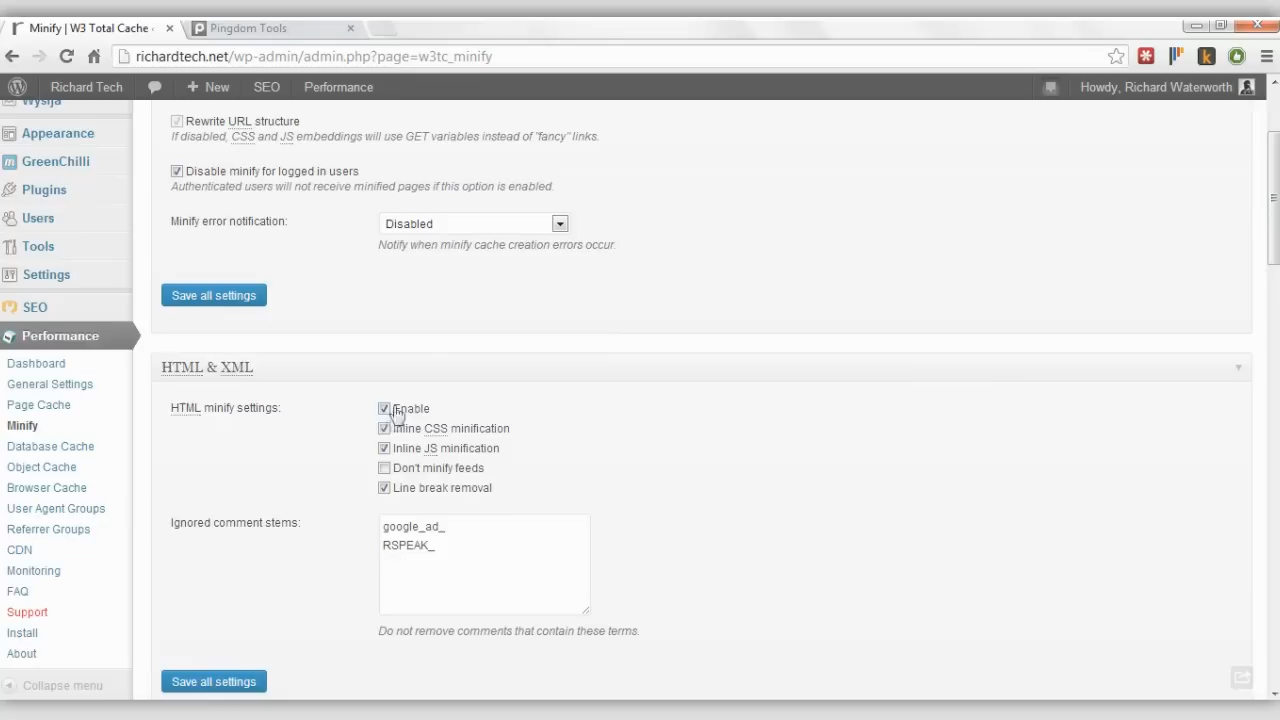 Minify | W3 Total Cache
Pingdom Tools
richardtech.net/wp-admin/admin.php?page=w3tc_minify
Richard Tech
New
SEO
Performance
Howdy, Richard Waterworth
Wysija
Appearance
GreenChilli
Plugins
Users
Tools
Settings
SEO
Performance
Dashboard
General Settings
Page Cache
Minify
Database Cache
Object Cache
Browser Cache
User Agent Groups
Referrer Groups
CDN
Monitoring
FAQ
Support
Install
About
Collapse menu
Rewrite URL structure
If disabled, CSS and JS embeddings will use GET variables instead of "fancy" links.
Disable minify for logged in users
Authenticated users will not receive minified pages if this option is enabled.
Minify error notification:
Disabled
Notify when minify cache creation errors occur.
Save all settings
HTML & XML
HTML minify settings:
Enable
Inline CSS minification
Inline JS minification
Don't minify feeds
Line break removal
Ignored comment stems:
google_ad_
RSPEAK_
Do not remove comments that contain these terms.
Save all settings